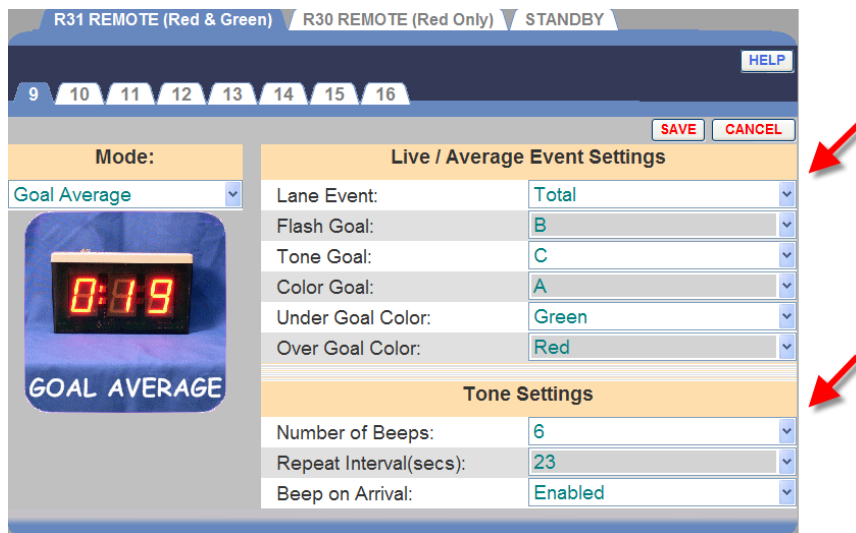 R31 REMOTE (Red & Green) R30 REMOTE (Red Only) STANDBY
HELP
9 10 11 12 13 14 15 16
SAVE CANCEL
Mode: Live / Average Event Settings
Goal Average Lane Event: Total
Flash Goal: B
Tone Goal: C
Color Goal: A
Under Goal Color: Green
Over Goal Color: Red
0:19
GOAL AVERAGE
Tone Settings
Number of Beeps: 6
Repeat Interval(secs): 23
Beep on Arrival: Enabled